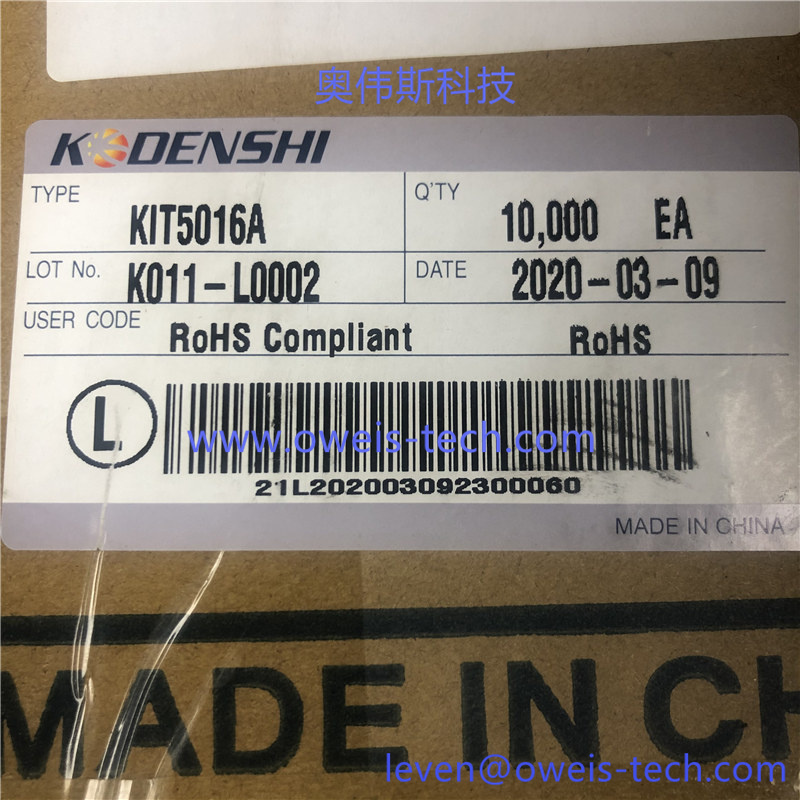 奥伟斯科技
KODENSHI
TYPE KIT5016A Q'TY 10,000 EA
LOT No. K011-L0002 DATE 2020-03-09
USER CODE RoHS Compliant RoHS
L
www.oweis-tech.com
21L202003092300060
MADE IN CHINA
MADE IN CH
leven@oweis-tech.com